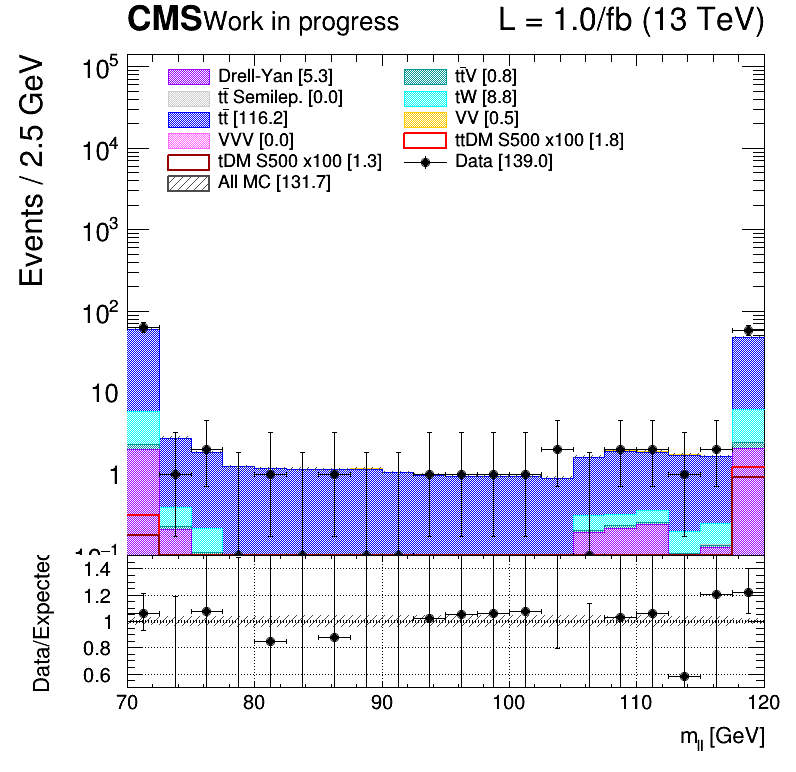 CMS Work in progress L = 1.0/fb (13 TeV)
Events / 2.5 GeV
10⁵
10⁴
10³
10²
10
1
10⁻¹
Drell-Yan [5.3]
tt̄ Semilep. [0.0]
tt̄ [116.2]
VVV [0.0]
tDM S500 x100 [1.3]
All MC [131.7]
tt̄V [0.8]
tW [8.8]
VV [0.5]
ttDM S500 x100 [1.8]
Data [139.0]
Data/Expected
1.4
1.2
1
0.8
0.6
70 80 90 100 110 120
m_ll [GeV]